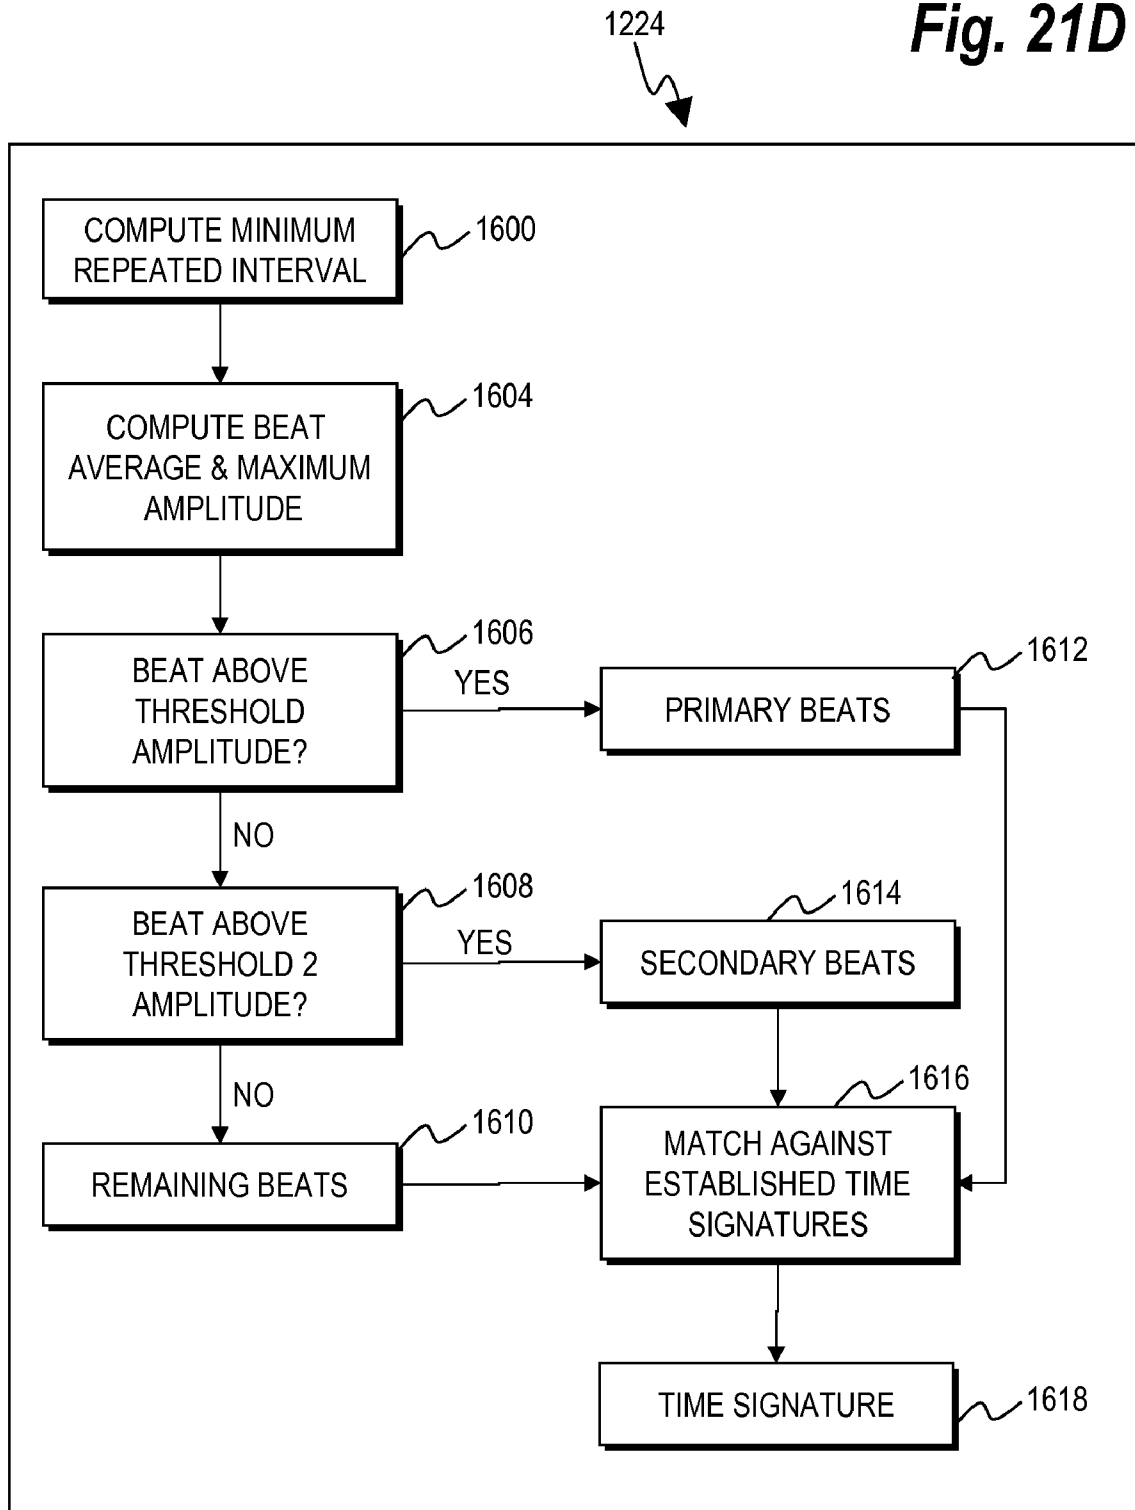 Fig. 21D
1224
COMPUTE MINIMUM
REPEATED INTERVAL
1600
COMPUTE BEAT
AVERAGE & MAXIMUM
AMPLITUDE
1604
BEAT ABOVE
THRESHOLD
AMPLITUDE?
1606
YES
PRIMARY BEATS
1612
NO
BEAT ABOVE
THRESHOLD 2
AMPLITUDE?
1608
YES
SECONDARY BEATS
1614
NO
REMAINING BEATS
1610
MATCH AGAINST
ESTABLISHED TIME
SIGNATURES
1616
TIME SIGNATURE
1618